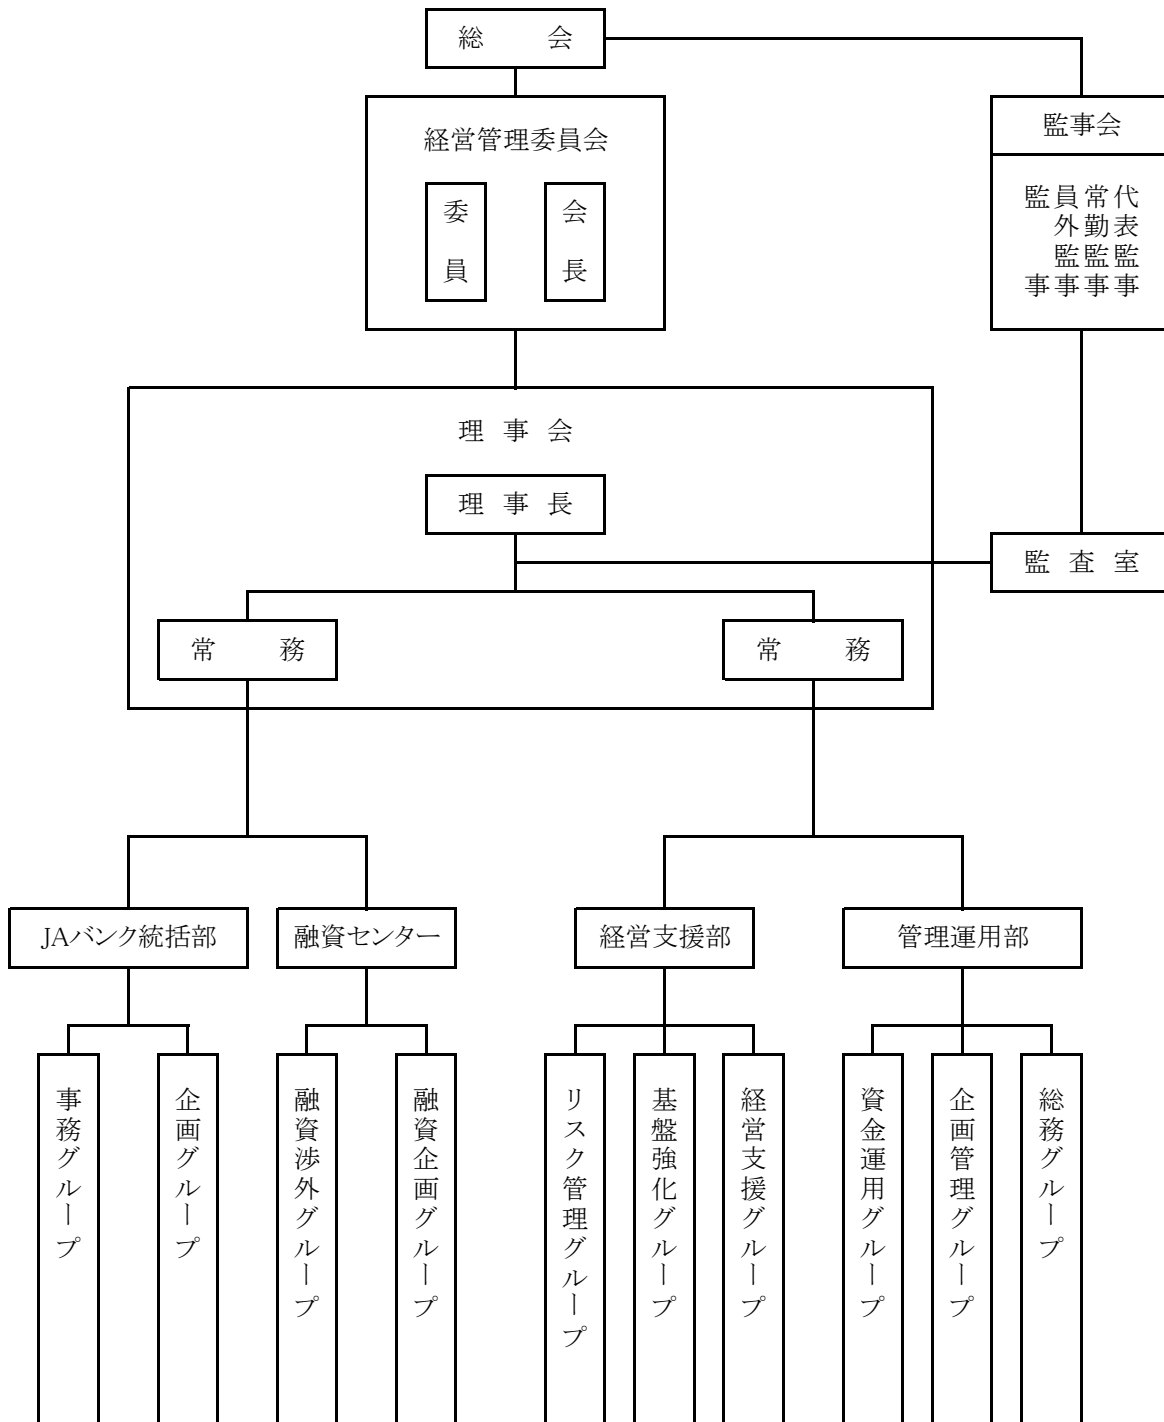 総会
経営管理委員会
会長
委員
監事会
代表監事
常勤監事
員外監事
監事
理事会
理事長
監査室
常務
常務
JAバンク統括部
融資センター
経営支援部
管理運用部
事務グループ
企画グループ
融資渉外グループ
融資企画グループ
リスク管理グループ
基盤強化グループ
経営支援グループ
資金運用グループ
企画管理グループ
総務グループ